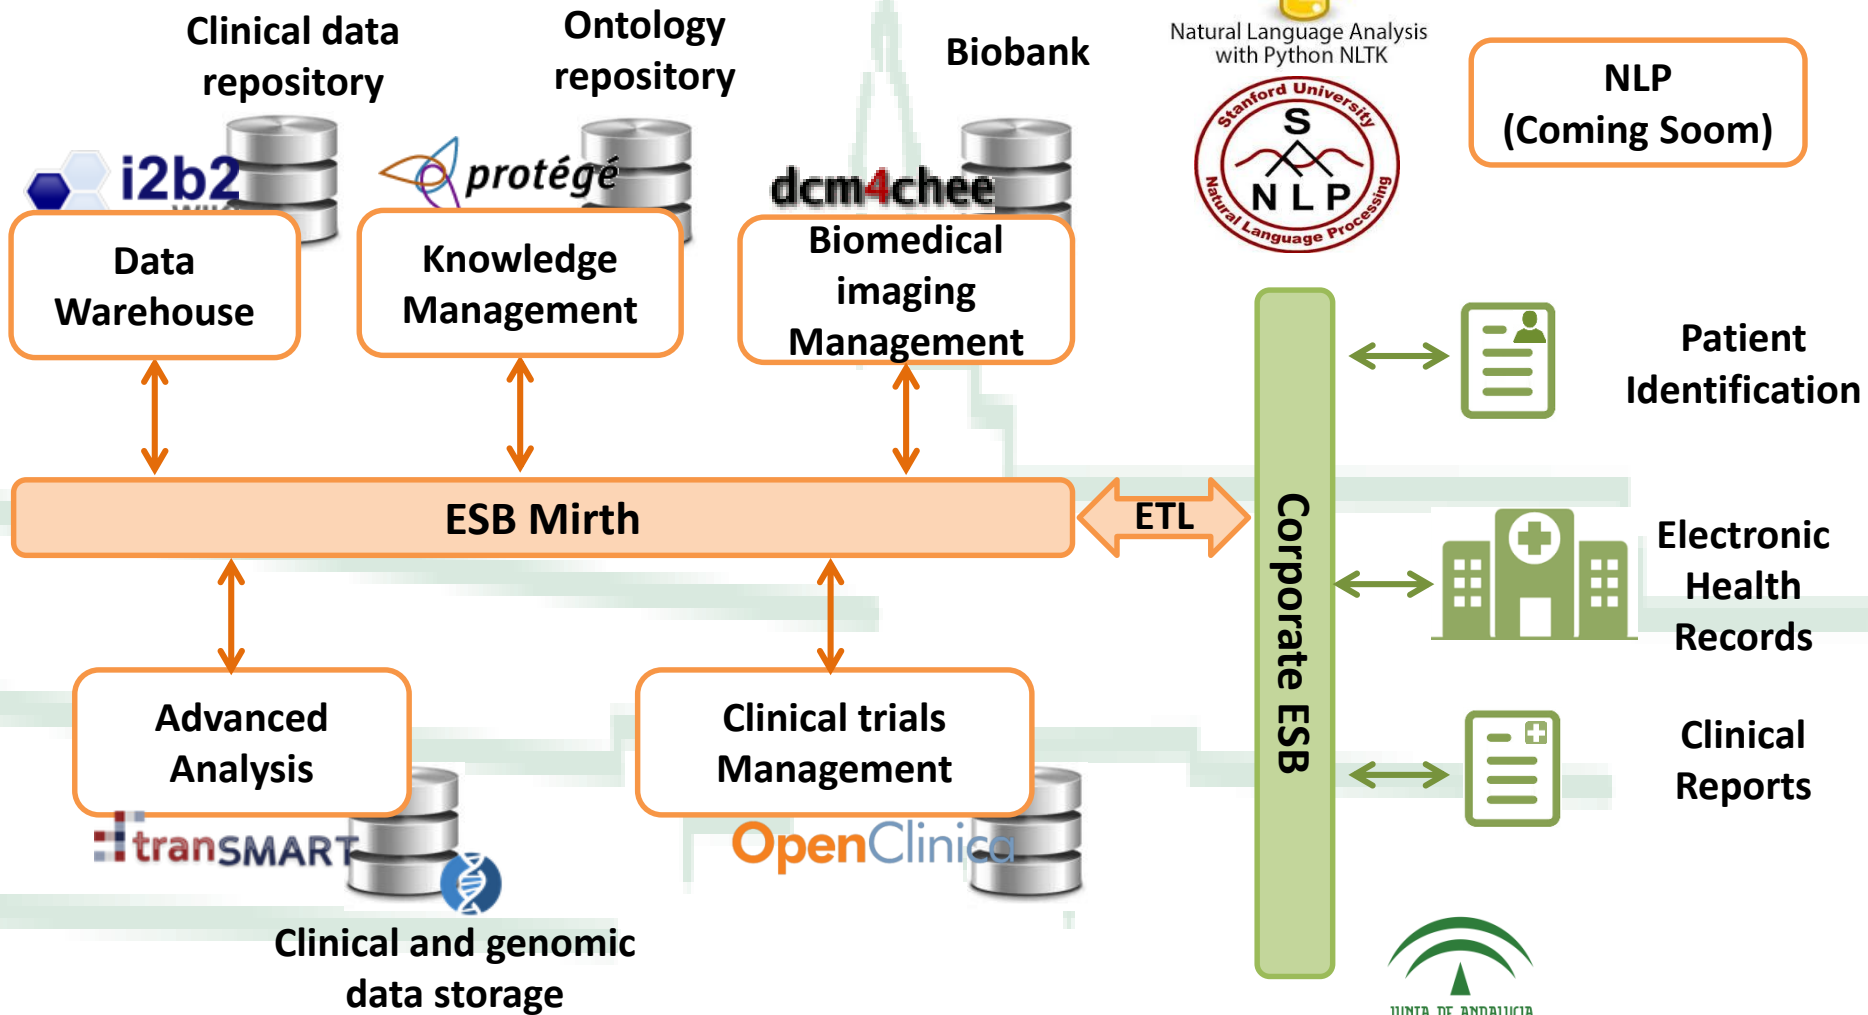 Clinical data
repository
Ontology
repository
Biobank
Natural Language Analysis
with Python NLTK
Stanford University
S
N L P
Natural Language Processing
NLP
(Coming Soom)
i2b2
protégé
dcm4chee
Data
Warehouse
Knowledge
Management
Biomedical
imaging
Management
Patient
Identification
ESB Mirth
ETL
Corporate ESB
Electronic
Health
Records
Advanced
Analysis
Clinical trials
Management
Clinical
Reports
tranSMART
OpenClinica
Clinical and genomic
data storage
JUNTA DE ANDALUCIA